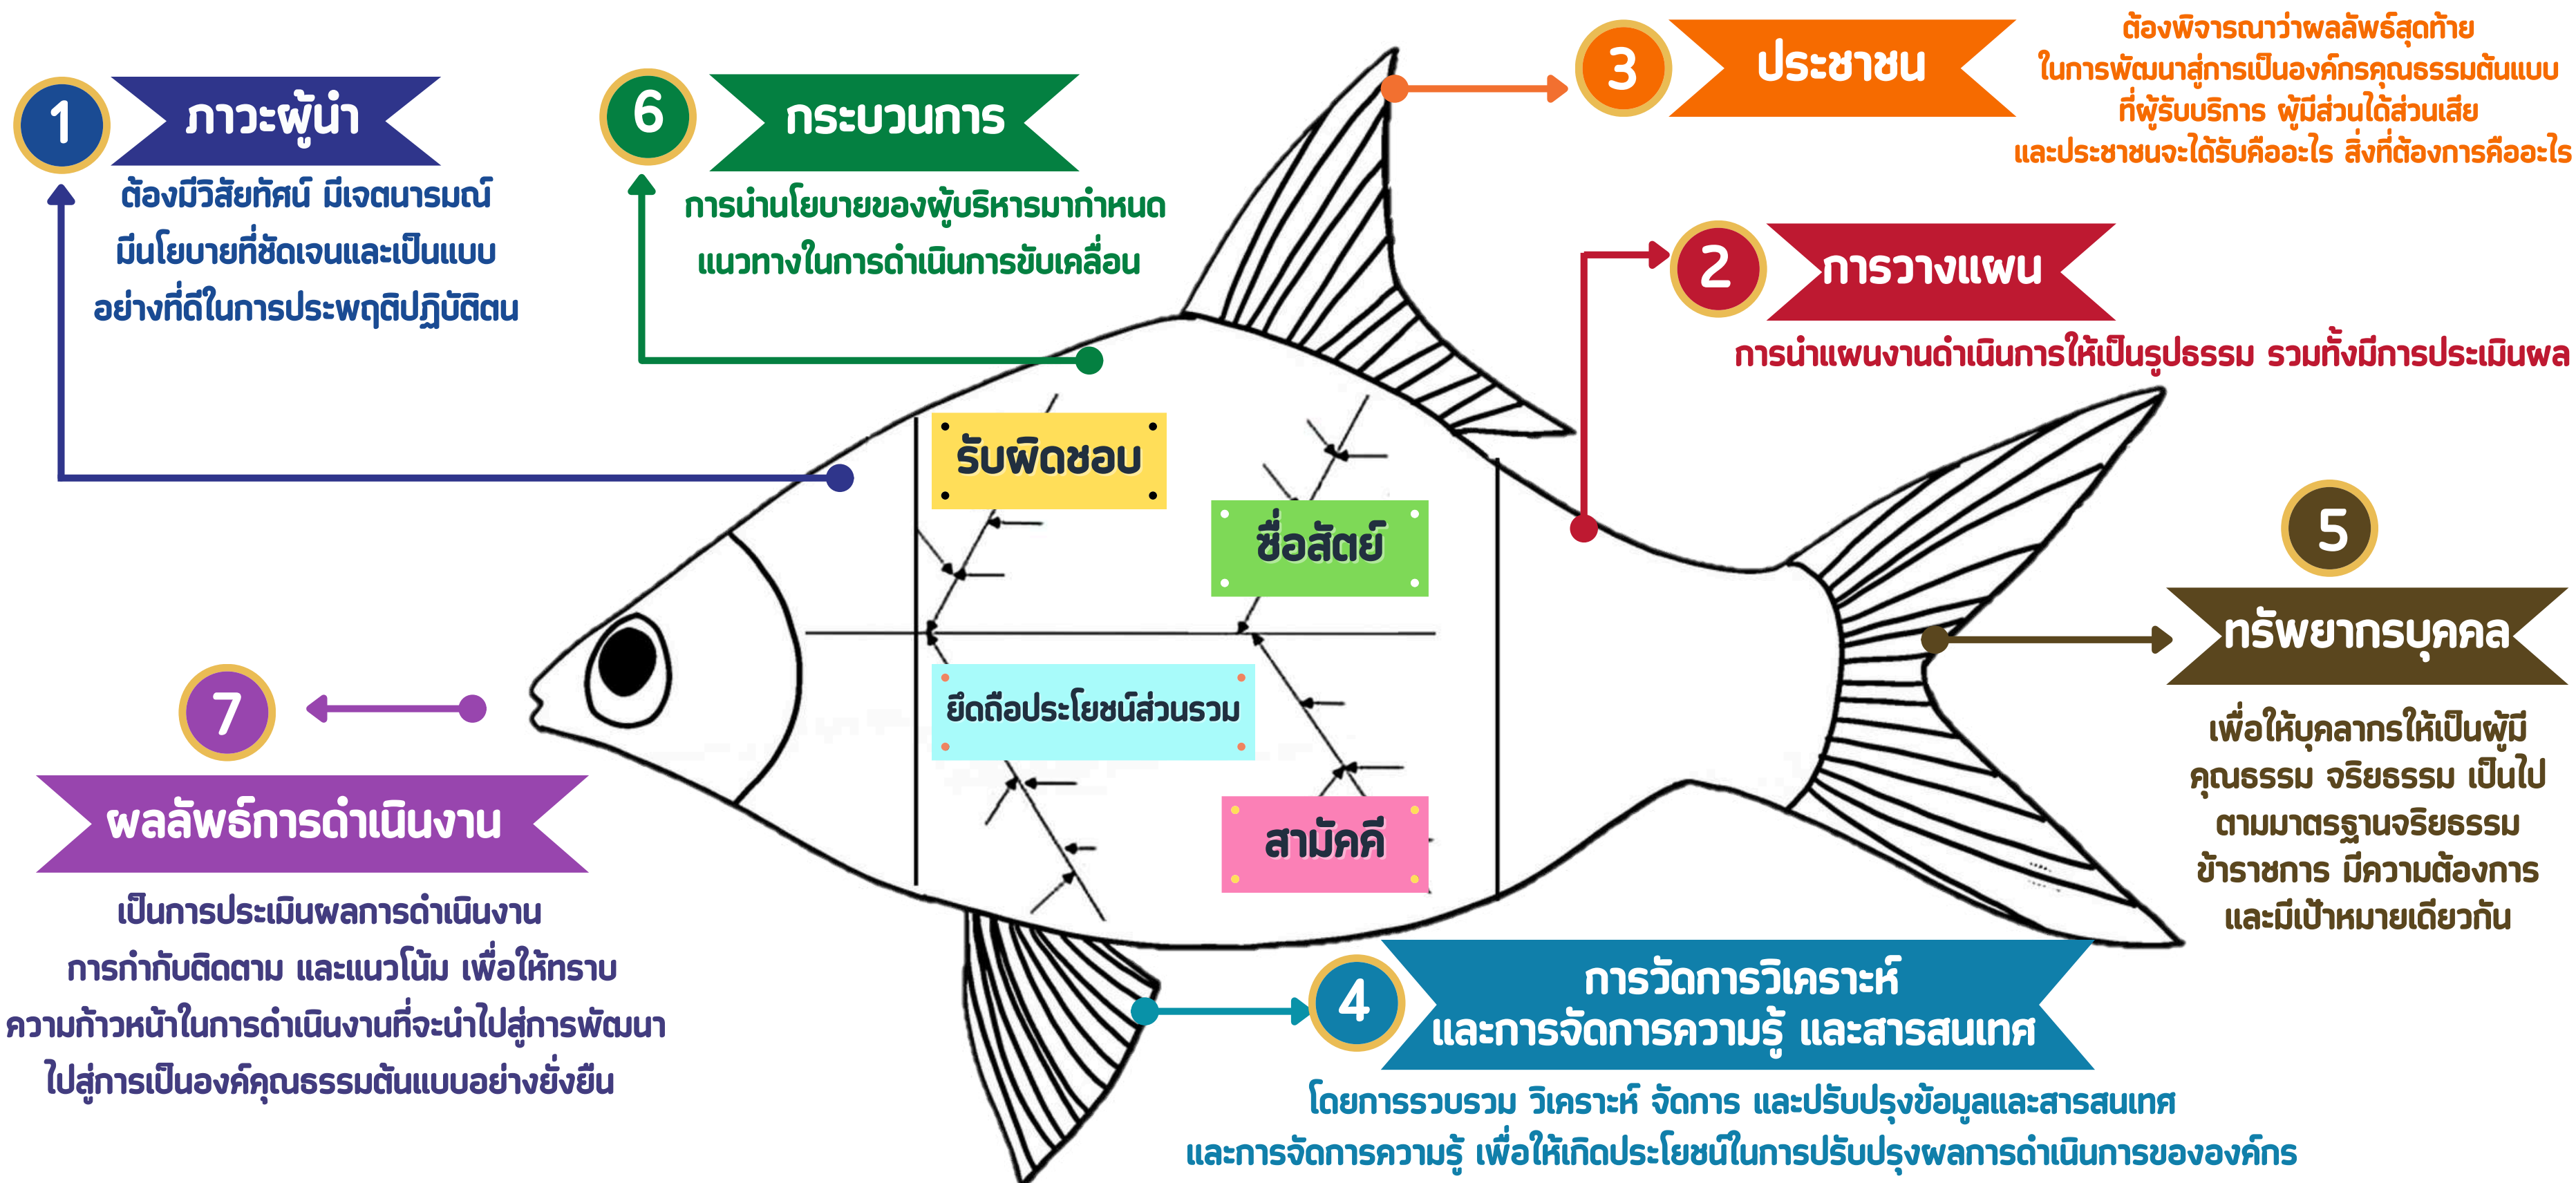 1
ภาวะผู้นำ
ต้องมีวิสัยทัศน์ มีเจตนารมณ์
มีนโยบายที่ชัดเจนและเป็นแบบ
อย่างที่ดีในการประพฤติปฏิบัติตน
6
กระบวนการ
การนำนโยบายของผู้บริหารมากำหนด
แนวทางในการดำเนินการขับเคลื่อน
3
ประชาชน
ต้องพิจารณาว่าผลลัพธ์สุดท้าย
ในการพัฒนาสู่การเป็นองค์กรคุณธรรมต้นแบบ
ที่ผู้รับบริการ ผู้มีส่วนได้ส่วนเสีย
และประชาชนจะได้รับคืออะไร สิ่งที่ต้องการคืออะไร
2
การวางแผน
การนำแผนงานดำเนินการให้เป็นรูปธรรม รวมทั้งมีการประเมินผล
รับผิดชอบ
ซื่อสัตย์
ยึดถือประโยชน์ส่วนรวม
สามัคคี
5
ทรัพยากรบุคคล
เพื่อให้บุคลากรให้เป็นผู้มี
คุณธรรม จริยธรรม เป็นไป
ตามมาตรฐานจริยธรรม
ข้าราชการ มีความต้องการ
และมีเป้าหมายเดียวกัน
7
ผลลัพธ์การดำเนินงาน
เป็นการประเมินผลการดำเนินงาน
การกำกับติดตาม และแนวโน้ม เพื่อให้ทราบ
ความก้าวหน้าในการดำเนินงานที่จะนำไปสู่การพัฒนา
ไปสู่การเป็นองค์คุณธรรมต้นแบบอย่างยั่งยืน
4
การวัดการวิเคราะห์
และการจัดการความรู้ และสารสนเทศ
โดยการรวบรวม วิเคราะห์ จัดการ และปรับปรุงข้อมูลและสารสนเทศ
และการจัดการความรู้ เพื่อให้เกิดประโยชน์ในการปรับปรุงผลการดำเนินการขององค์กร